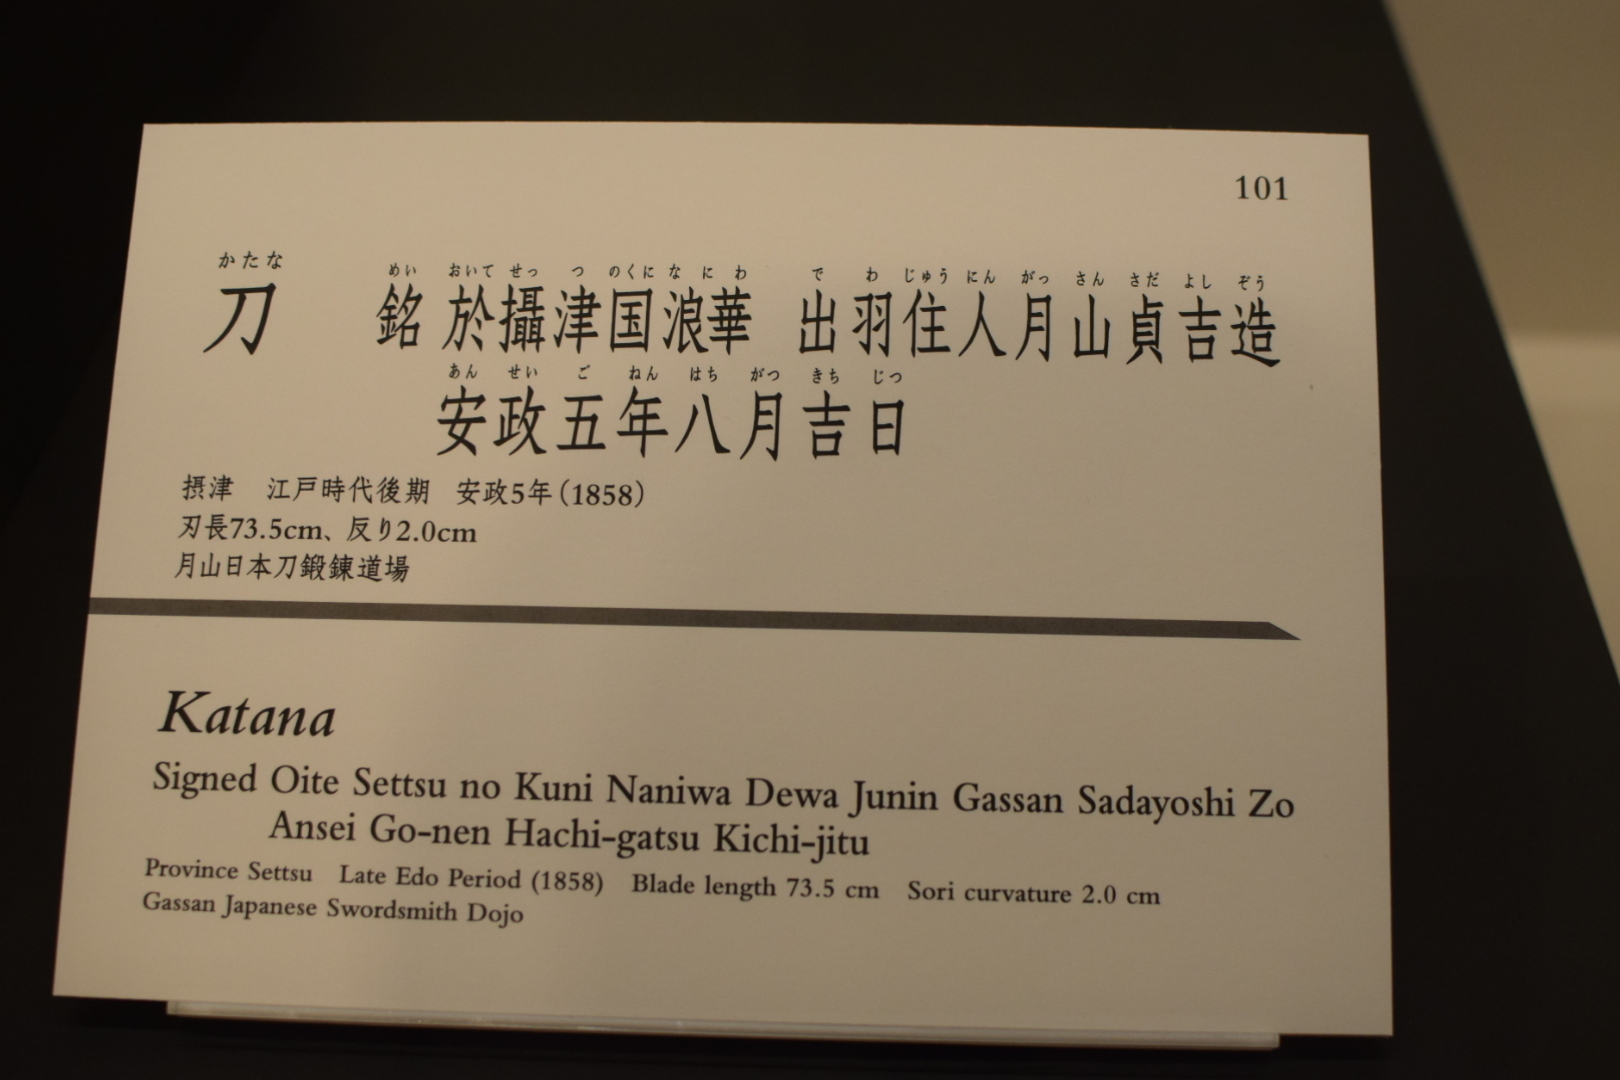 101
かたな
刀
めい おいて せっ つ のくに な に わ で わ じゅう にん がっ さん さだ よし ぞう
銘 於攝津国浪華 出羽住人月山貞吉造
あん せい ご ねん はち がつ きち じつ
安政五年八月吉日
摂津 江戸時代後期 安政5年(1858)
刃長73.5cm、反り2.0cm
月山日本刀鍛錬道場
Katana
Signed Oite Settsu no Kuni Naniwa Dewa Junin Gassan Sadayoshi Zo
Ansei Go-nen Hachi-gatsu Kichi-jitu
Province Settsu Late Edo Period (1858) Blade length 73.5 cm Sori curvature 2.0 cm
Gassan Japanese Swordsmith Dojo